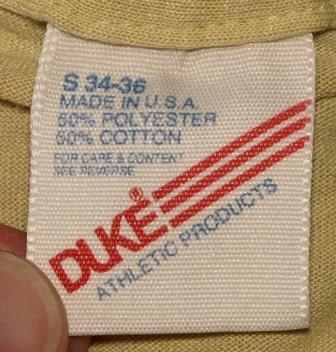 S 34-36
MADE IN U.S.A.
50% POLYESTER
50% COTTON
FOR CARE & CONTENT
SEE REVERSE
DUKE®
ATHLETIC PRODUCTS